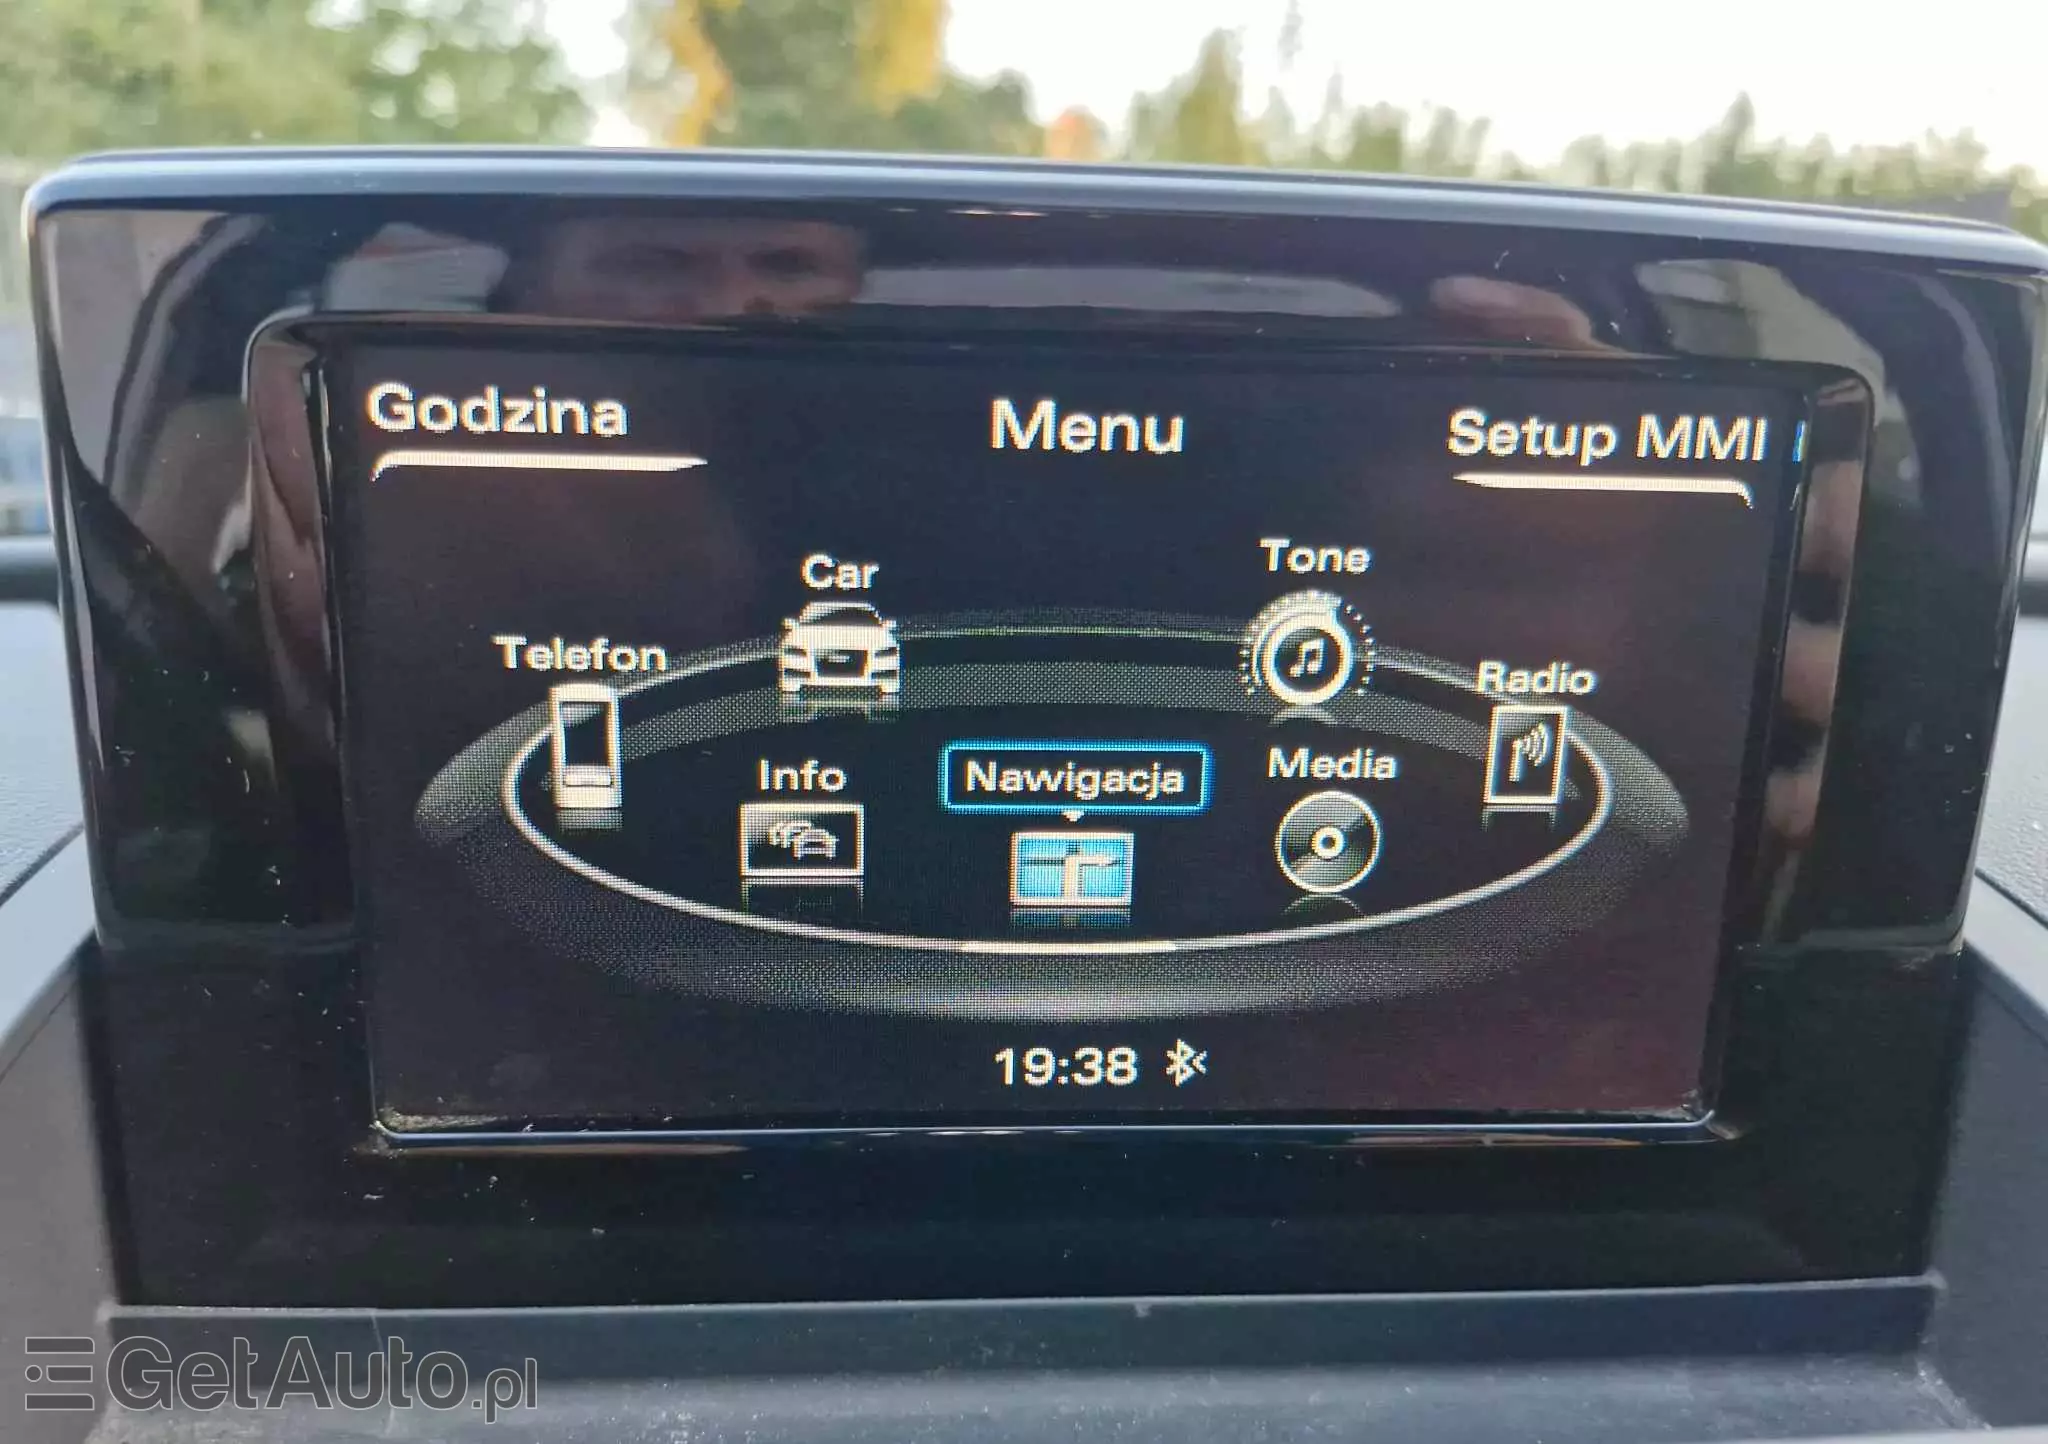 Godzina Menu Setup MMI
Car Tone
Telefon Radio
Info Nawigacja Media
19:38
GetAuto.pl